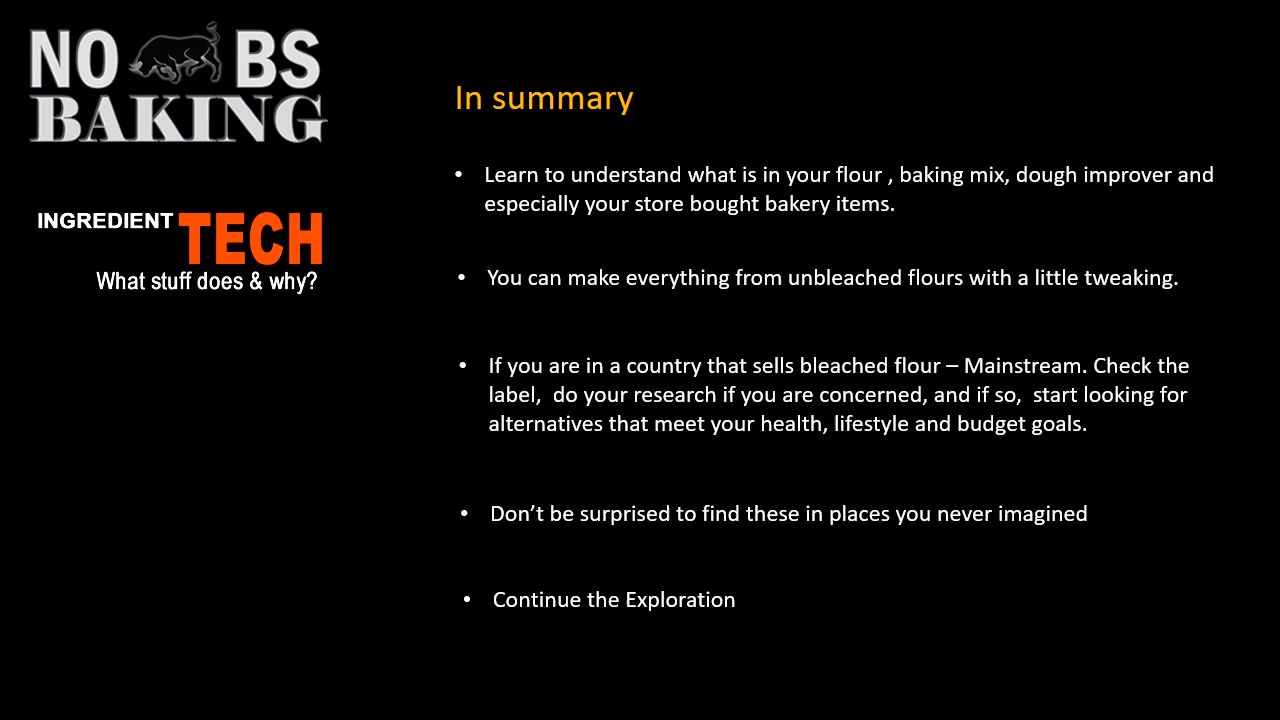 NO BS
BAKING
INGREDIENT TECH
What stuff does & why?
In summary
• Learn to understand what is in your flour , baking mix, dough improver and
especially your store bought bakery items.
• You can make everything from unbleached flours with a little tweaking.
• If you are in a country that sells bleached flour – Mainstream. Check the
label,  do your research if you are concerned, and if so,  start looking for
alternatives that meet your health, lifestyle and budget goals.
• Don’t be surprised to find these in places you never imagined
• Continue the Exploration